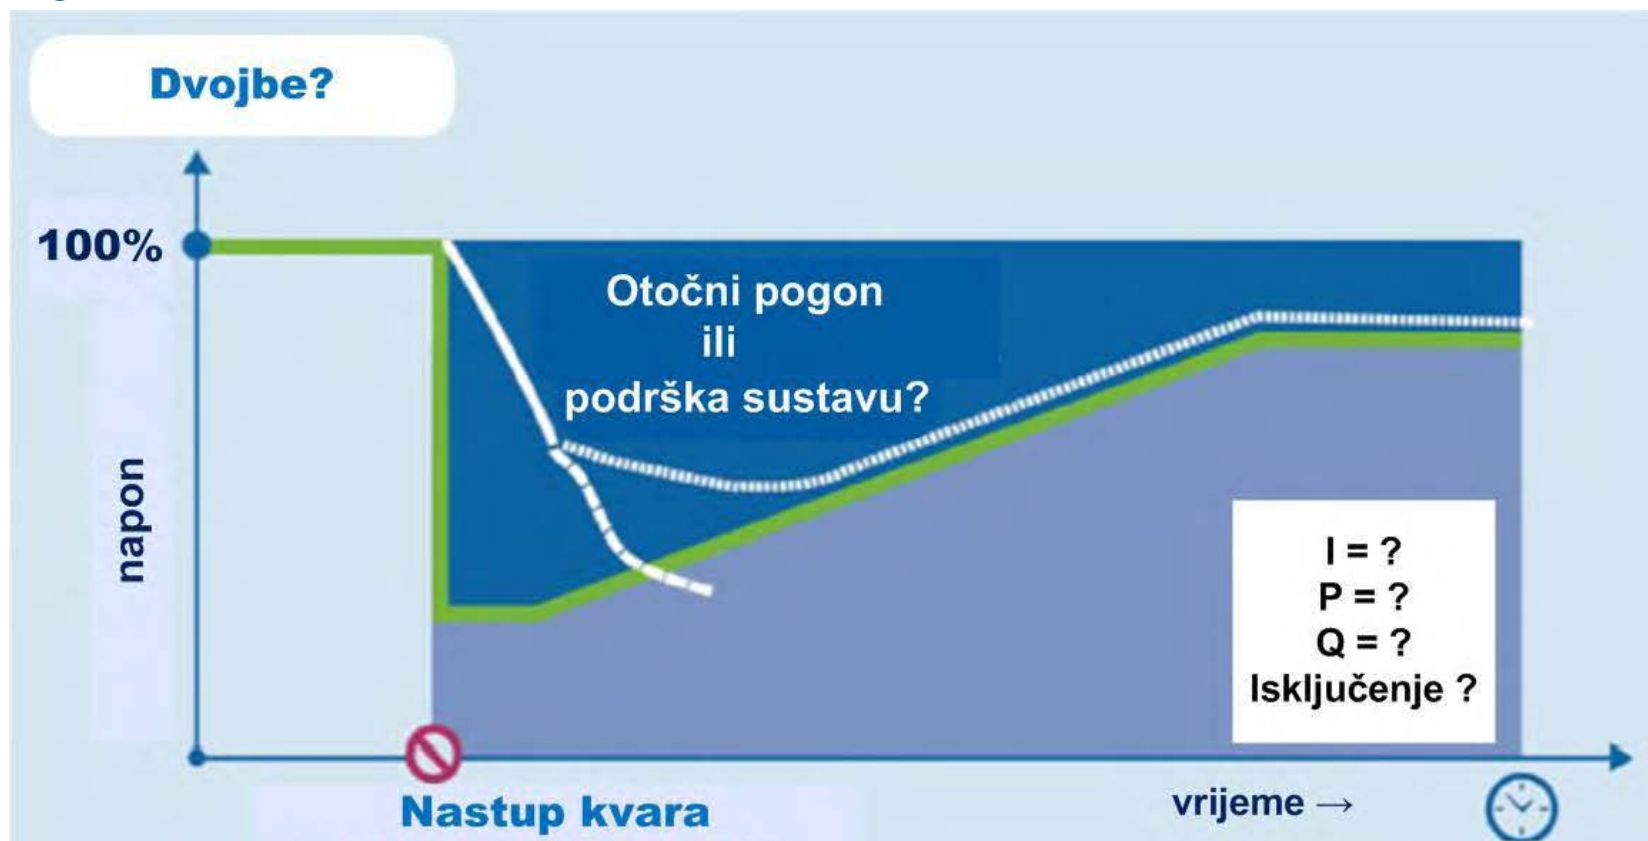 Dvojbe?
100%
Otočni pogon
ili
podrška sustavu?
napon
I = ?
P = ?
Q = ?
Isključenje ?
Nastup kvara
vrijeme →